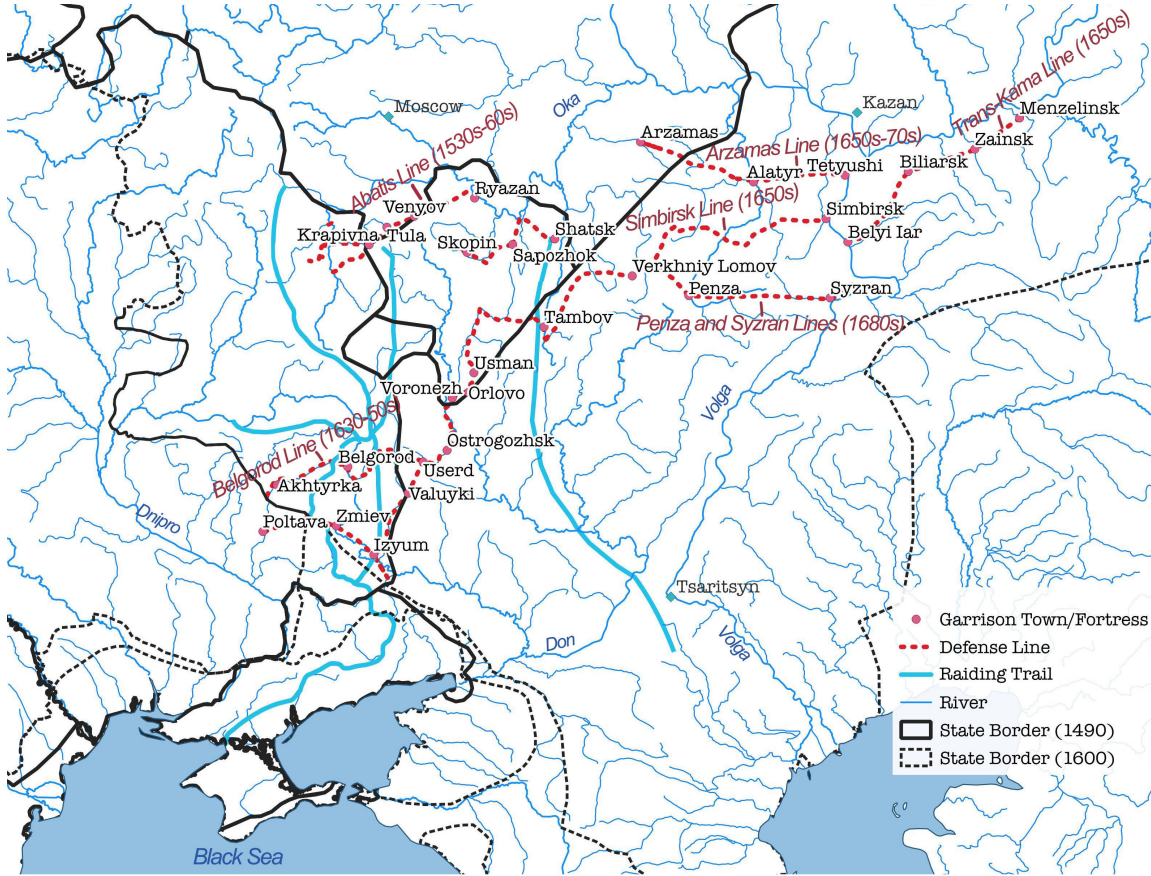 Trans-Kama Line (1650s)
Menzelinsk
Moscow
Oka
Kazan
Arzamas
Arzamas Line (1650s-70s)
Zainsk
Abatis Line (1530s-60s)
Alatyr
Tetyushi
Biliarsk
Ryazan
Venyov
Simbirsk Line (1650s)
Simbirsk
Krapivna
Tula
Skopin
Shatsk
Sapozhok
Belyi Iar
Verkhniy Lomov
Penza
Syzran
Tambov
Penza and Syzran Lines (1680s)
Usman
Voronezh
Orlovo
Volga
Belgorod Line (1630-50s)
Ostrogozhsk
Belgorod
Userd
Akhtyrka
Valuyki
Dnipro
Poltava
Zmiev
Izyum
Tsaritsyn
Don
Volga
Garrison Town/Fortress
Defense Line
Raiding Trail
River
State Border (1490)
State Border (1600)
Black Sea